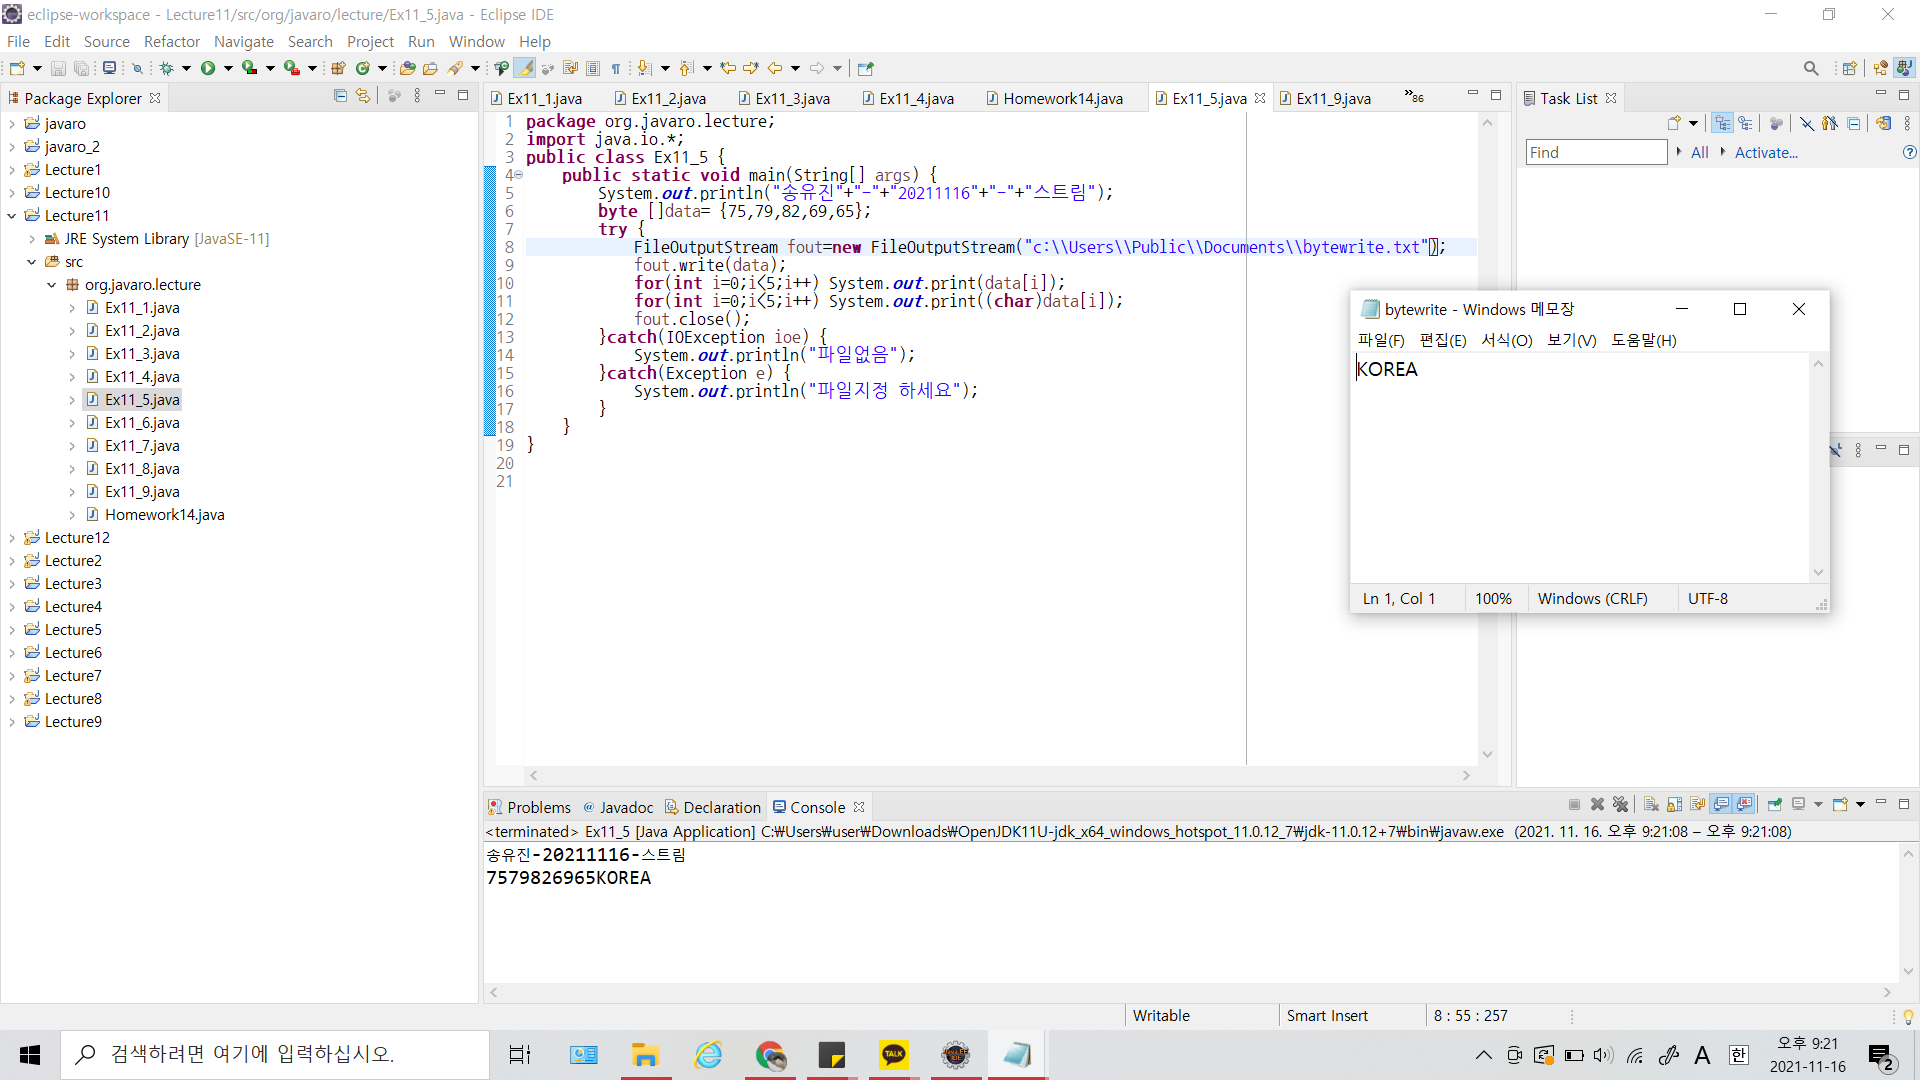 eclipse-workspace - Lecture11/src/org/javaro/lecture/Ex11_5.java - Eclipse IDE
File Edit Source Refactor Navigate Search Project Run Window Help
Package Explorer
javaro
javaro_2
Lecture1
Lecture10
Lecture11
JRE System Library [JavaSE-11]
src
org.javaro.lecture
Ex11_1.java
Ex11_2.java
Ex11_3.java
Ex11_4.java
Ex11_5.java
Ex11_6.java
Ex11_7.java
Ex11_8.java
Ex11_9.java
Homework14.java
Lecture12
Lecture2
Lecture3
Lecture4
Lecture5
Lecture6
Lecture7
Lecture8
Lecture9
Ex11_1.java Ex11_2.java Ex11_3.java Ex11_4.java Homework14.java Ex11_5.java Ex11_9.java »86
1 package org.javaro.lecture;
2 import java.io.*;
3 public class Ex11_5 {
4 public static void main(String[] args) {
5 System.out.println("송유진"+"-"+"20211116"+"-"+"스트림");
6 byte []data= {75,79,82,69,65};
7 try {
8 FileOutputStream fout=new FileOutputStream("c:\\Users\\Public\\Documents\\bytewrite.txt");
9 fout.write(data);
10 for(int i=0;i<5;i++) System.out.print(data[i]);
11 for(int i=0;i<5;i++) System.out.print((char)data[i]);
12 fout.close();
13 }catch(IOException ioe) {
14 System.out.println("파일없음");
15 }catch(Exception e) {
16 System.out.println("파일지정 하세요");
17 }
18 }
19 }
20
21
Task List
Find All Activate...
bytewrite - Windows 메모장
파일(F) 편집(E) 서식(O) 보기(V) 도움말(H)
KOREA
Ln 1, Col 1 100% Windows (CRLF) UTF-8
Problems @ Javadoc Declaration Console
<terminated> Ex11_5 [Java Application] C:₩Users₩user₩Downloads₩OpenJDK11U-jdk_x64_windows_hotspot_11.0.12_7₩jdk-11.0.12+7₩bin₩javaw.exe (2021. 11. 16. 오후 9:21:08 – 오후 9:21:08)
송유진-20211116-스트림
7579826965KOREA
Writable Smart Insert 8 : 55 : 257
검색하려면 여기에 입력하십시오.
TALK
A 한
오후 9:21
2021-11-16
2